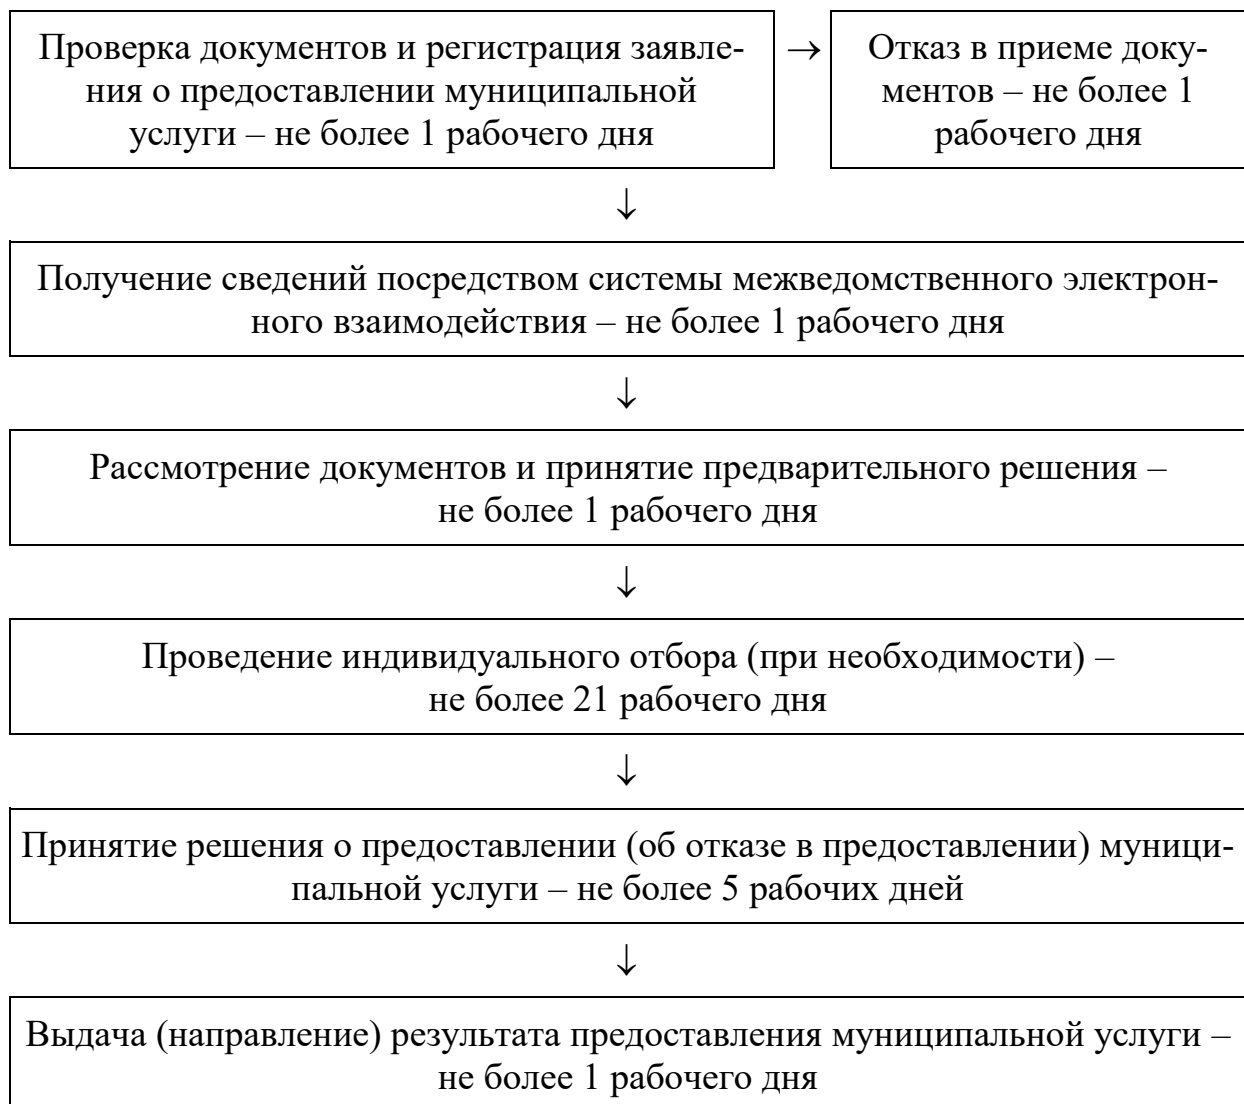 Проверка документов и регистрация заявле-
ния о предоставлении муниципальной
услуги – не более 1 рабочего дня
→
Отказ в приеме доку-
ментов – не более 1
рабочего дня
↓
Получение сведений посредством системы межведомственного электрон-
ного взаимодействия – не более 1 рабочего дня
↓
Рассмотрение документов и принятие предварительного решения –
не более 1 рабочего дня
↓
Проведение индивидуального отбора (при необходимости) –
не более 21 рабочего дня
↓
Принятие решения о предоставлении (об отказе в предоставлении) муници-
пальной услуги – не более 5 рабочих дней
↓
Выдача (направление) результата предоставления муниципальной услуги –
не более 1 рабочего дня